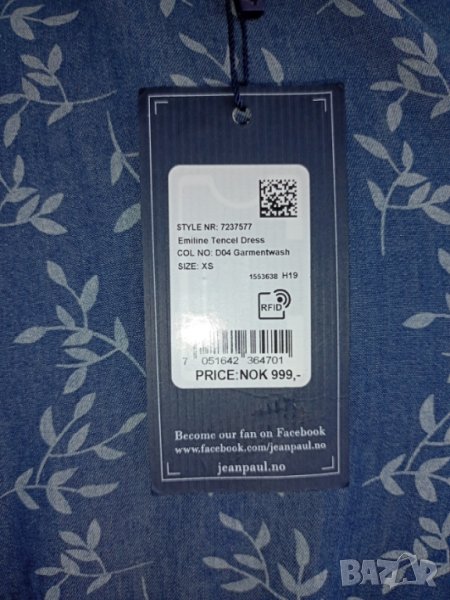 STYLE NR: 7237577
Emiline Tencel Dress
COL NO: D04 Garmentwash
SIZE: XS
1553638 H19
RFID
7 051642 364701
PRICE:NOK 999,-
Become our fan on Facebook
www.facebook.com/jeanpaul.no
jeanpaul.no
BAZAR